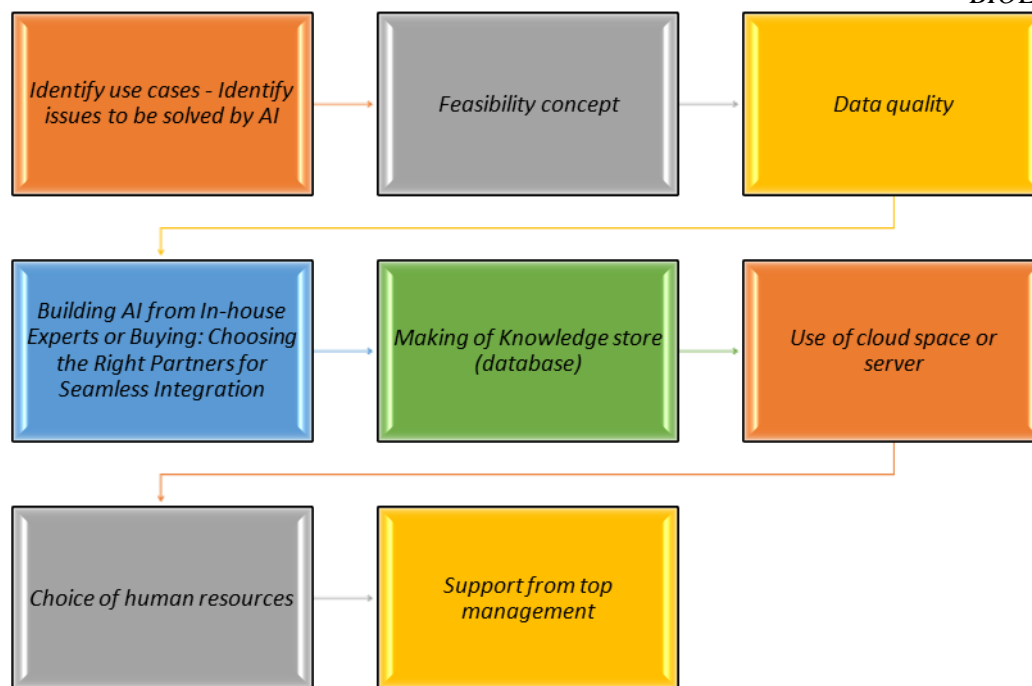 Identify use cases - Identify
issues to be solved by AI
Feasibility concept
Data quality
Building AI from In-house
Experts or Buying: Choosing
the Right Partners for
Seamless Integration
Making of Knowledge store
(database)
Use of cloud space or
server
Choice of human resources
Support from top
management